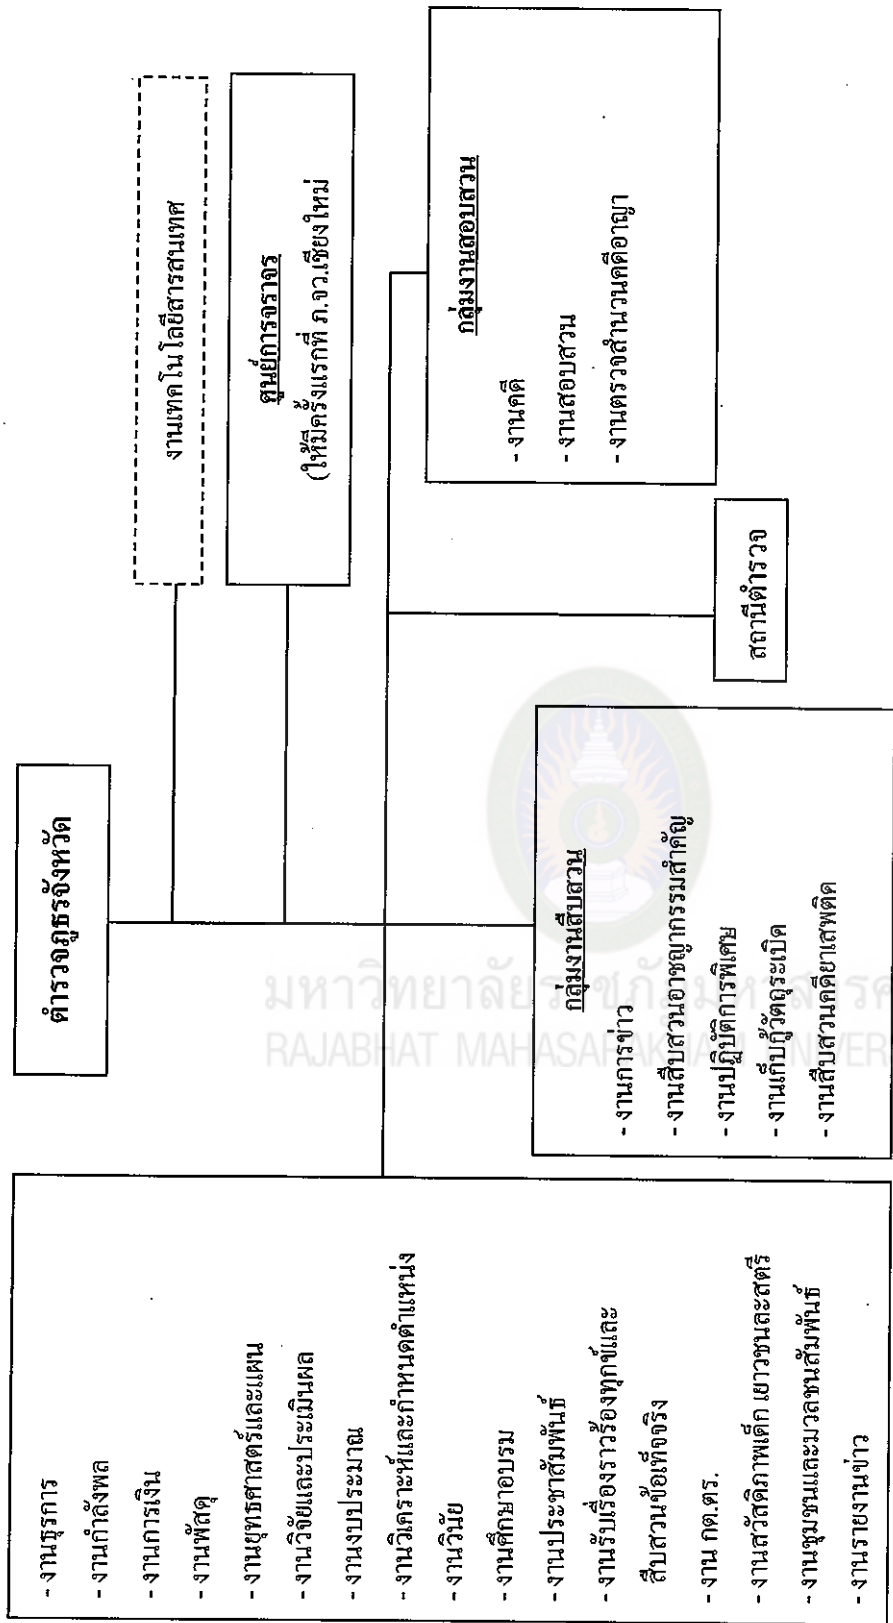 ตำรวจภูธรจังหวัด
งานเทคโนโลยีสารสนเทศ
ศูนย์การจราจร
(ให้มีครั้งแรกที่ ภ.จว.เชียงใหม่
- งานธุรการ
- งานกำลังพล
- งานการเงิน
- งานพัสดุ
- งานยุทธศาสตร์และแผน
- งานวิจัยและประเมินผล
- งานงบประมาณ
- งานวิเคราะห์และกำหนดตำแหน่ง
- งานวินัย
- งานศึกษาอบรม
- งานประชาสัมพันธ์
- งานรับเรื่องราวร้องทุกข์และ
สืบสวนข้อเท็จจริง
- งาน กต.ตร.
- งานสวัสดิภาพเด็ก เยาวชนละสตรี
- งานชุมชนและมวลชนสัมพันธ์
- งานรายงานข่าว
กลุ่มงานสืบสวน
- งานการข่าว
- งานสืบสวนอาชญากรรมสำคัญ
- งานปฏิบัติการพิเศษ
- งานเก็บกู้วัตถุระเบิด
- งานสืบสวนคดียาเสพติด
สถานีตำรวจ
กลุ่มงานสอบสวน
- งานคดี
- งานสอบสวน
- งานตรวจสำนวนคดีอาญา
มหาวิทยาลัยราชภัฏมหาสารค
RAJABHAT MAHASARAKHAM UNIVERS